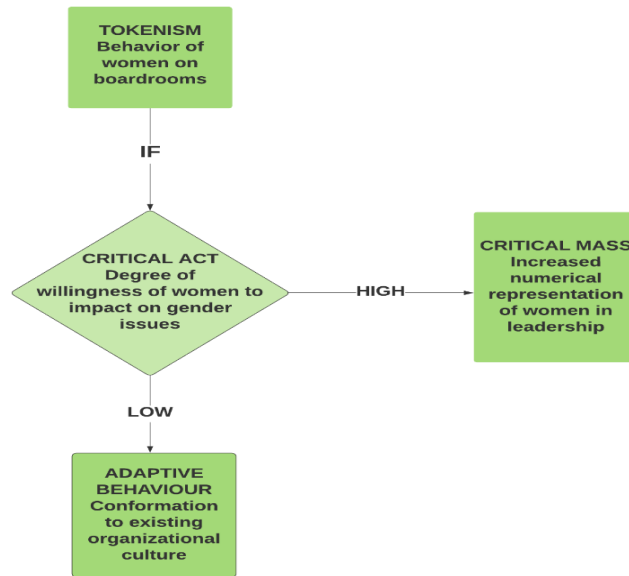 TOKENISM
Behavior of
women on
boardrooms
IF
CRITICAL ACT
Degree of
willingness of women to
impact on gender
issues
HIGH
CRITICAL MASS
Increased
numerical
representation
of women in
leadership
LOW
ADAPTIVE
BEHAVIOUR
Conformation
to existing
organizational
culture